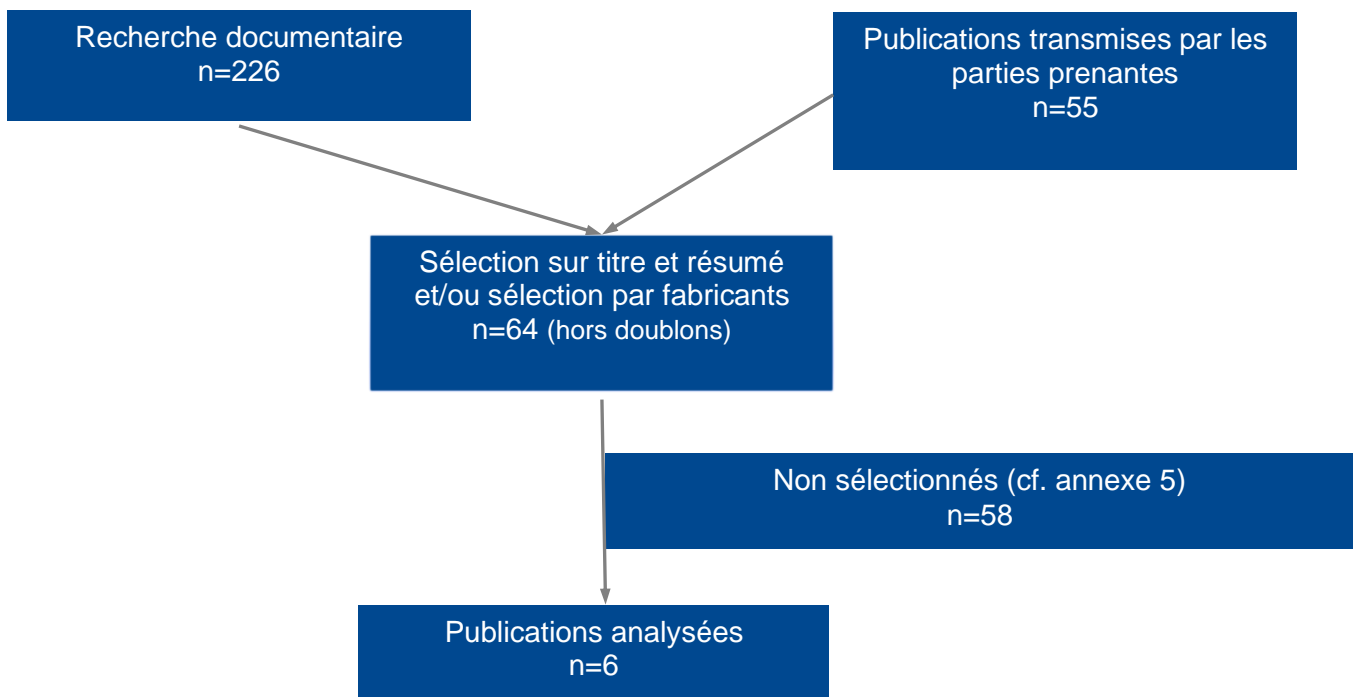 Recherche documentaire
n=226
Publications transmises par les
parties prenantes
n=55
Sélection sur titre et résumé
et/ou sélection par fabricants
n=64 (hors doublons)
Non sélectionnés (cf. annexe 5)
n=58
Publications analysées
n=6